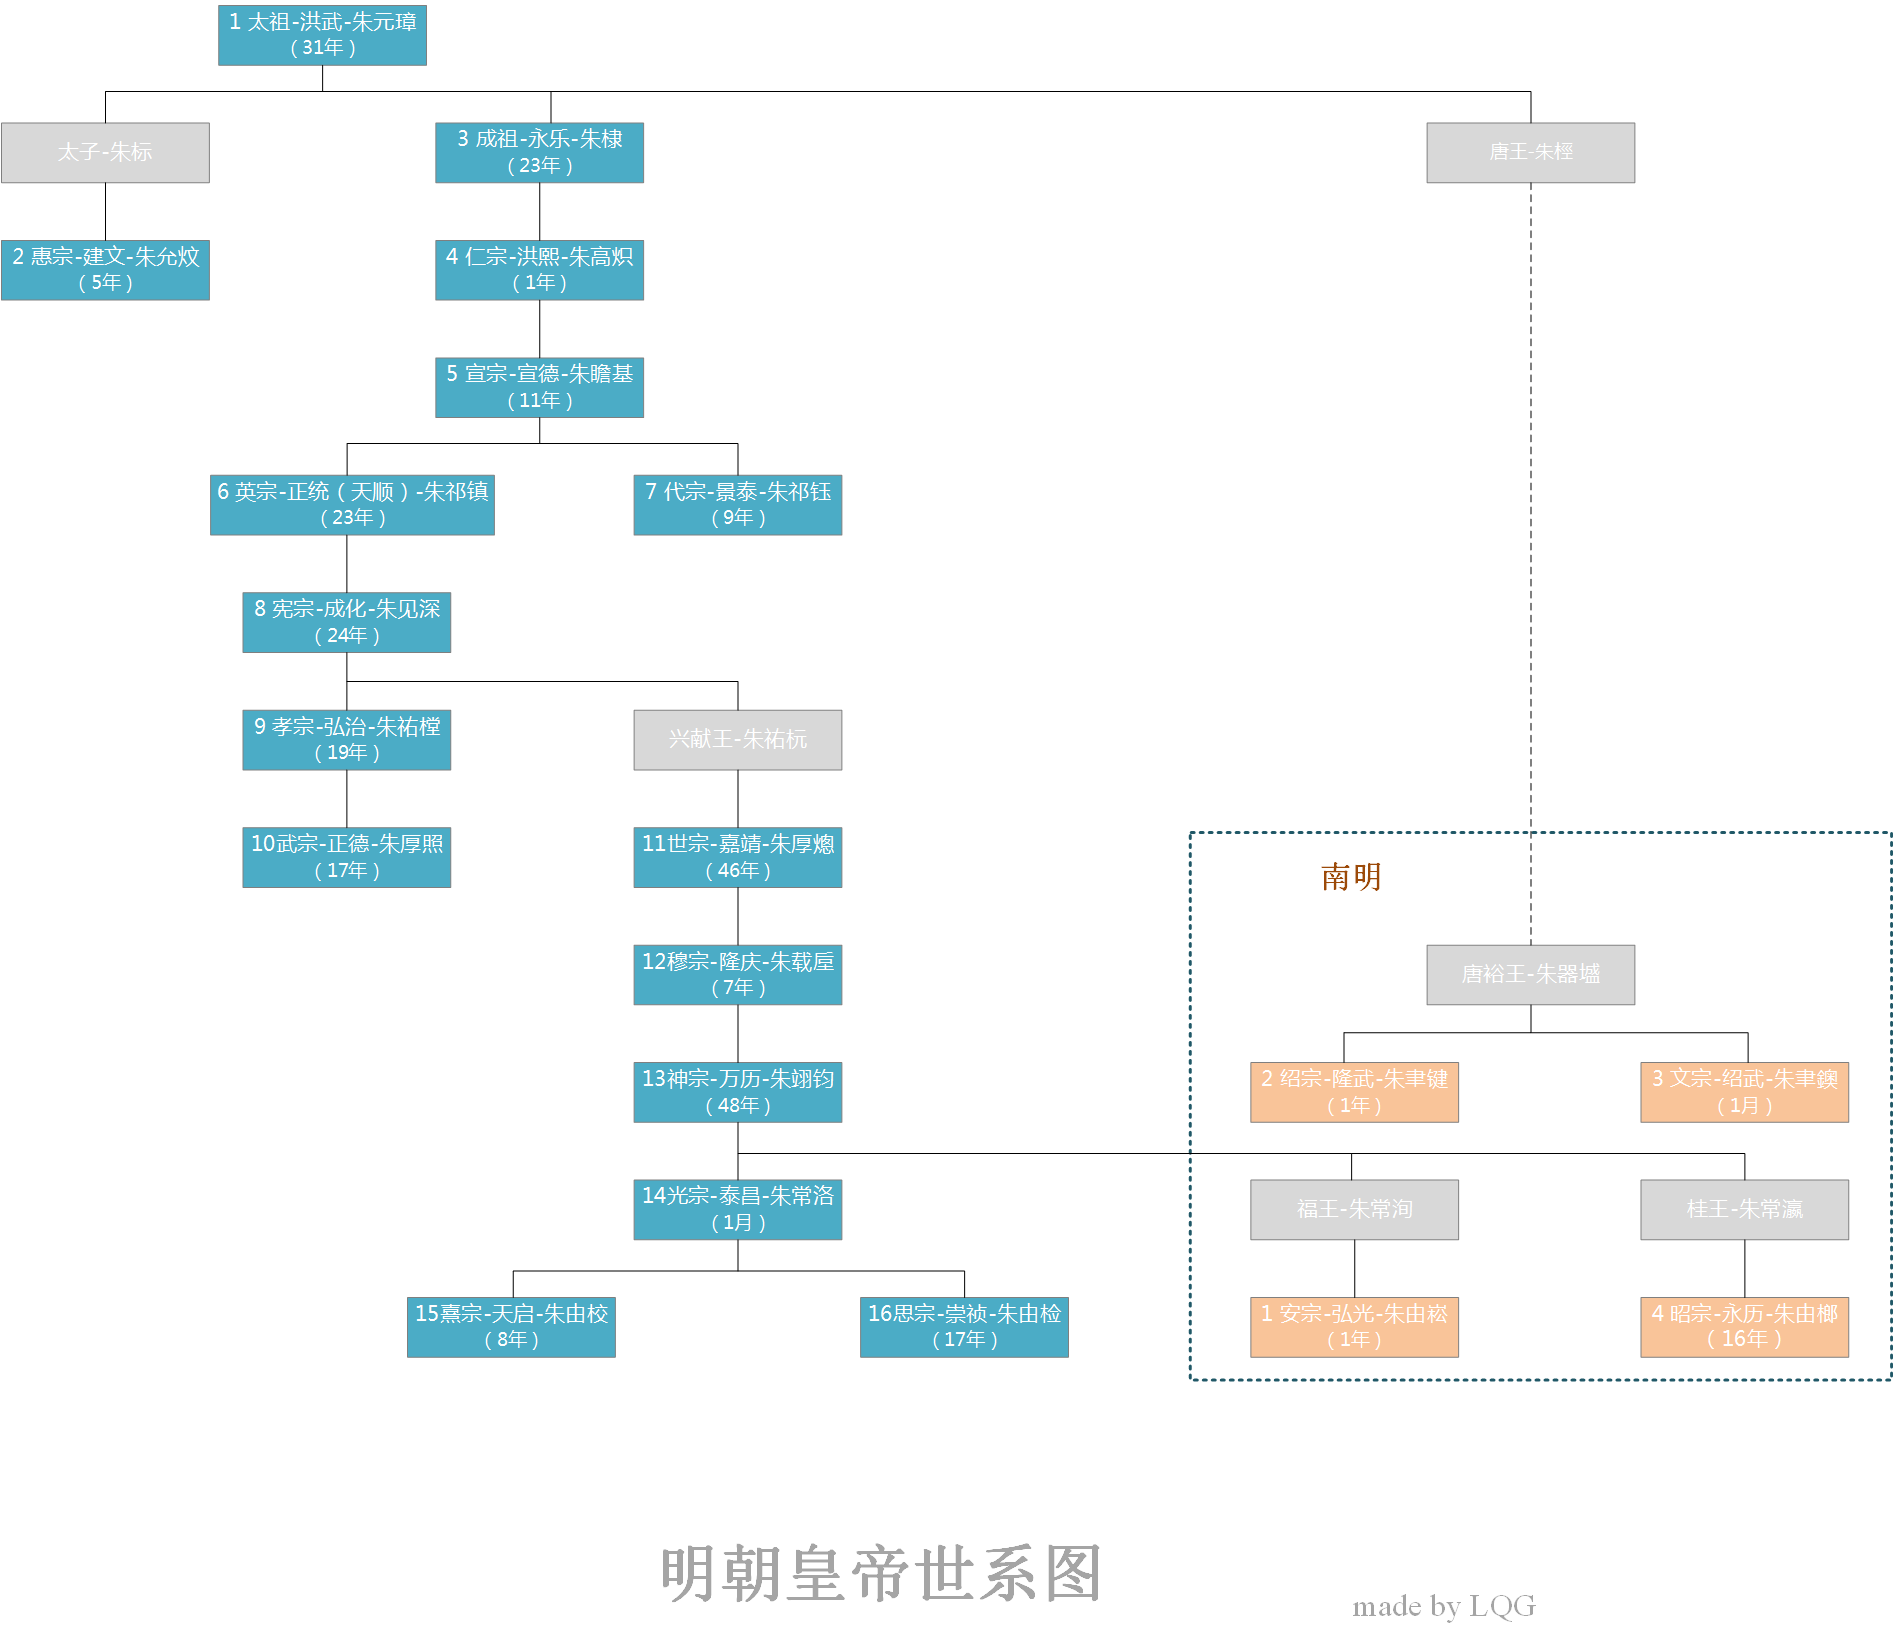 1 太祖-洪武-朱元璋
（31年）
太子-朱标
3 成祖-永乐-朱棣
（23年）
唐王-朱桱
2 惠宗-建文-朱允炆
（5年）
4 仁宗-洪熙-朱高炽
（1年）
5 宣宗-宣德-朱瞻基
（11年）
6 英宗-正统（天顺）-朱祁镇
（23年）
7 代宗-景泰-朱祁钰
（9年）
8 宪宗-成化-朱见深
（24年）
9 孝宗-弘治-朱祐樘
（19年）
兴献王-朱祐杬
10武宗-正德-朱厚照
（17年）
11世宗-嘉靖-朱厚熜
（46年）
南明
12穆宗-隆庆-朱载垕
（7年）
唐裕王-朱器墭
13神宗-万历-朱翊钧
（48年）
2 绍宗-隆武-朱聿键
（1年）
3 文宗-绍武-朱聿鐭
（1月）
14光宗-泰昌-朱常洛
（1月）
福王-朱常洵
桂王-朱常瀛
15熹宗-天启-朱由校
（8年）
16思宗-崇祯-朱由检
（17年）
1 安宗-弘光-朱由崧
（1年）
4 昭宗-永历-朱由榔
（16年）
明朝皇帝世系图
made by LQG